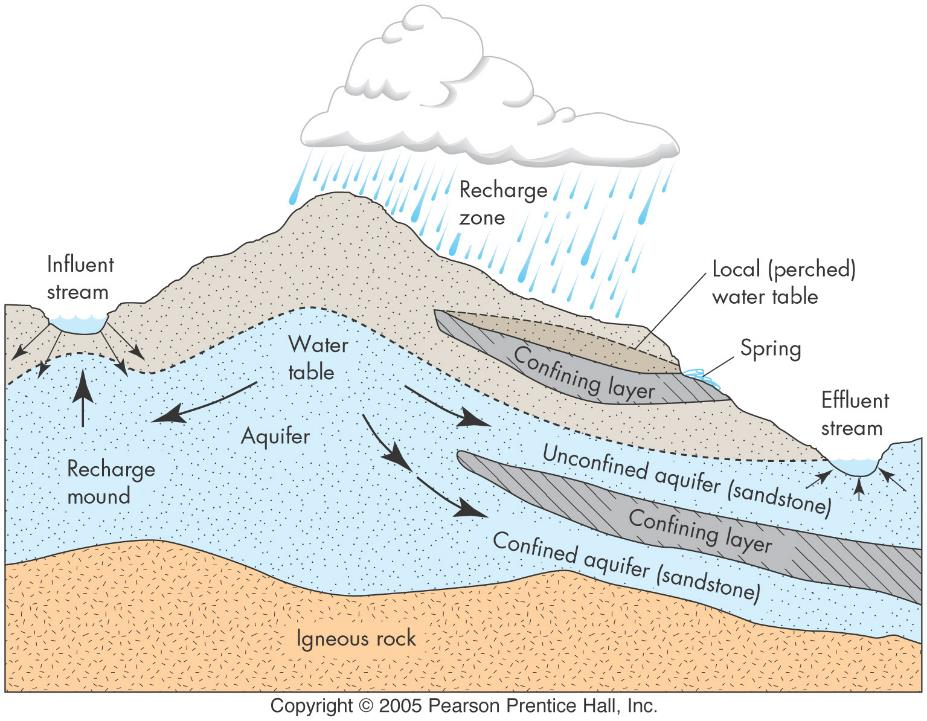 Recharge
zone
Influent
stream
Local (perched)
water table
Water
table
Spring
Confining layer
Effluent
stream
Aquifer
Recharge
mound
Unconfined aquifer (sandstone)
Confining layer
Confined aquifer (sandstone)
Igneous rock
Copyright © 2005 Pearson Prentice Hall, Inc.